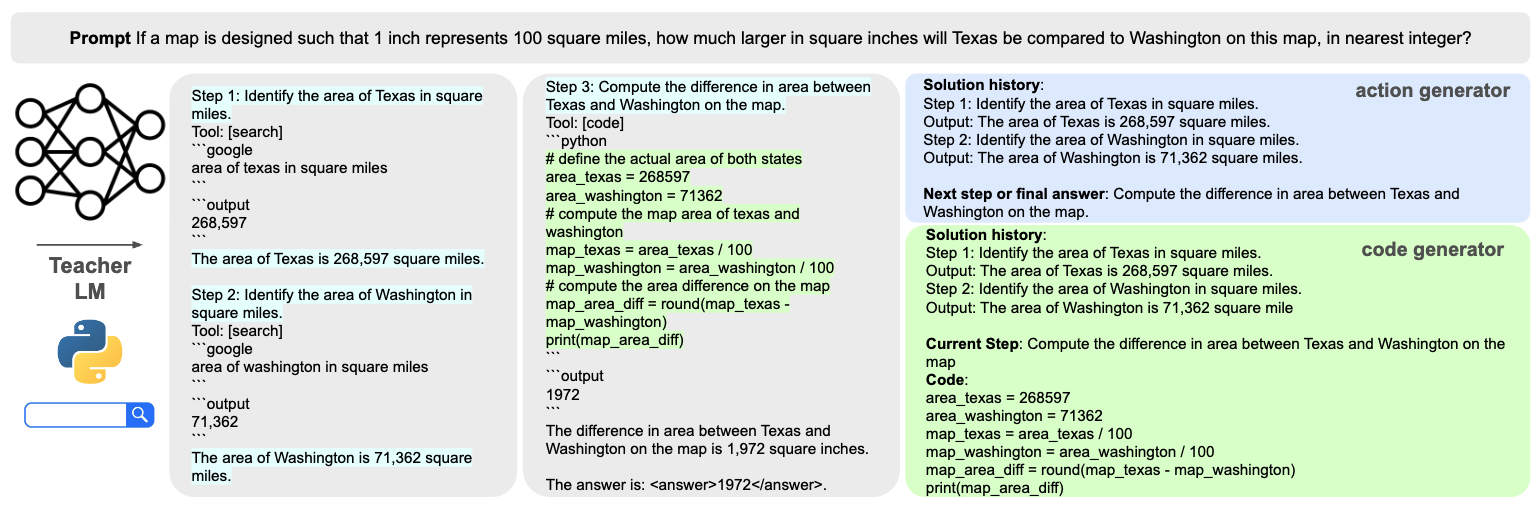 Prompt If a map is designed such that 1 inch represents 100 square miles, how much larger in square inches will Texas be compared to Washington on this map, in nearest integer?
Teacher
LM
Step 1: Identify the area of Texas in square
miles.
Tool: [search]
```google
area of texas in square miles
```
```output
268,597
```
The area of Texas is 268,597 square miles.
Step 2: Identify the area of Washington in
square miles.
Tool: [search]
```google
area of washington in square miles
```
```output
71,362
```
The area of Washington is 71,362 square
miles.
Step 3: Compute the difference in area between
Texas and Washington on the map.
Tool: [code]
```python
# define the actual area of both states
area_texas = 268597
area_washington = 71362
# compute the map area of texas and
washington
map_texas = area_texas / 100
map_washington = area_washington / 100
# compute the area difference on the map
map_area_diff = round(map_texas -
map_washington)
print(map_area_diff)
```
```output
1972
```
The difference in area between Texas and
Washington on the map is 1,972 square inches.
The answer is: <answer>1972</answer>.
action generator
Solution history:
Step 1: Identify the area of Texas in square miles.
Output: The area of Texas is 268,597 square miles.
Step 2: Identify the area of Washington in square miles.
Output: The area of Washington is 71,362 square miles.
Next step or final answer: Compute the difference in area between Texas and
Washington on the map.
code generator
Solution history:
Step 1: Identify the area of Texas in square miles.
Output: The area of Texas is 268,597 square miles.
Step 2: Identify the area of Washington in square miles.
Output: The area of Washington is 71,362 square mile
Current Step: Compute the difference in area between Texas and Washington on the
map
Code:
area_texas = 268597
area_washington = 71362
map_texas = area_texas / 100
map_washington = area_washington / 100
map_area_diff = round(map_texas - map_washington)
print(map_area_diff)